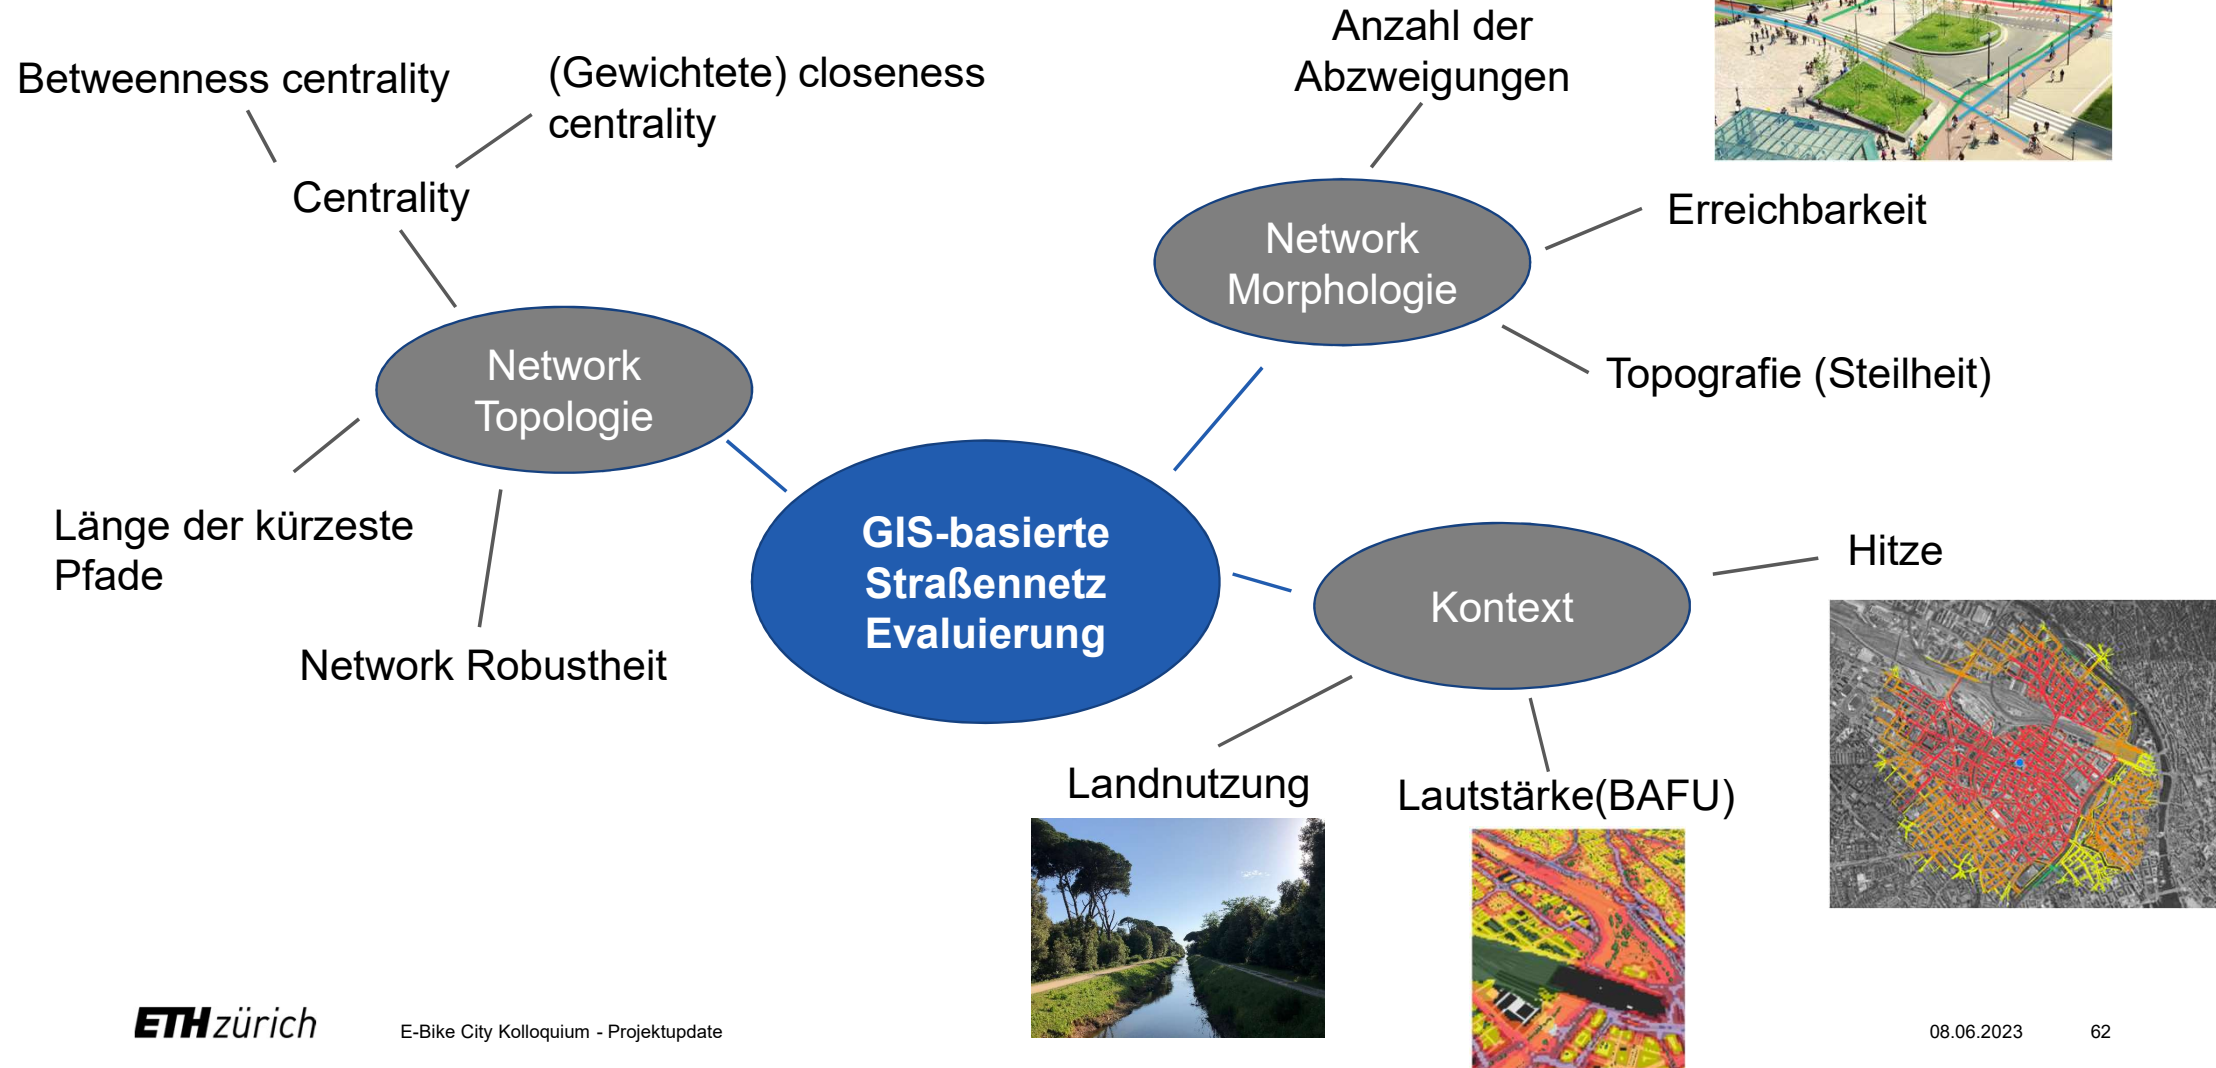 Betweenness centrality
(Gewichtete) closeness
centrality
Centrality
Network
Topologie
Länge der kürzeste
Pfade
Network Robustheit
GIS-basierte
Straßennetz
Evaluierung
Anzahl der
Abzweigungen
Network
Morphologie
Erreichbarkeit
Topografie (Steilheit)
Kontext
Hitze
Landnutzung
Lautstärke(BAFU)
ETH zürich
E-Bike City Kolloquium - Projektupdate
08.06.2023
62